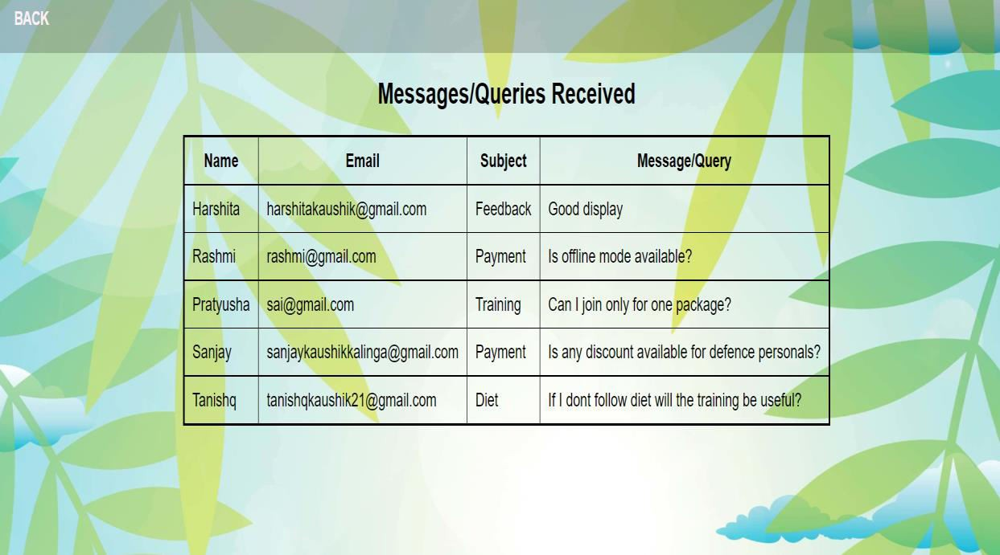 BACK
Messages/Queries Received
Name Email Subject Message/Query
Harshita harshitakaushik@gmail.com Feedback Good display
Rashmi rashmi@gmail.com Payment Is offline mode available?
Pratyusha sai@gmail.com Training Can I join only for one package?
Sanjay sanjaykaushikkalinga@gmail.com Payment Is any discount available for defence personals?
Tanishq tanishqkaushik21@gmail.com Diet If I dont follow diet will the training be useful?